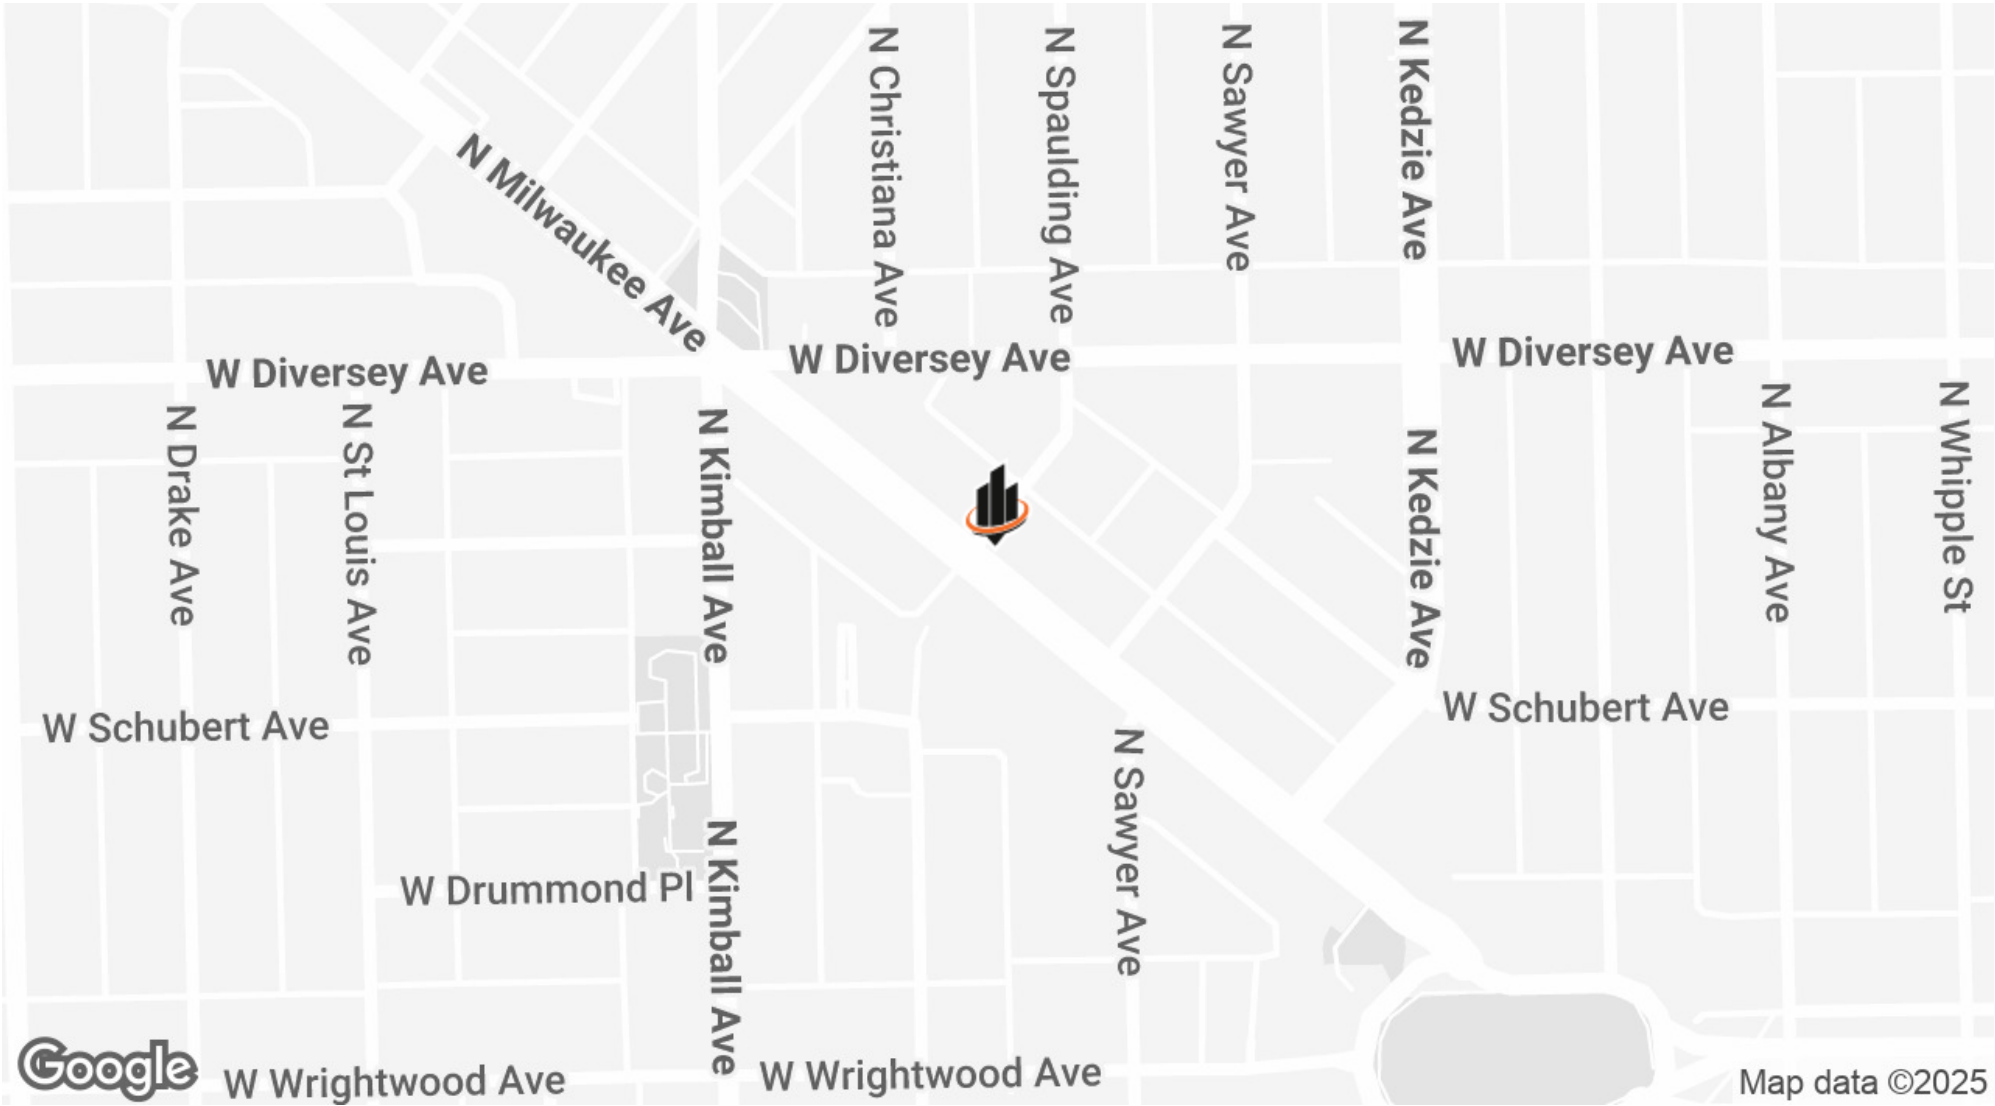 N Christiana Ave
N Spaulding Ave
N Sawyer Ave
N Kedzie Ave
N Milwaukee Ave
W Diversey Ave
W Diversey Ave
W Diversey Ave
N Drake Ave
N St Louis Ave
N Kimball Ave
N Kedzie Ave
N Albany Ave
N Whipple St
W Schubert Ave
W Schubert Ave
N Sawyer Ave
W Drummond Pl
N Kimball Ave
Google
W Wrightwood Ave
W Wrightwood Ave
Map data ©2025